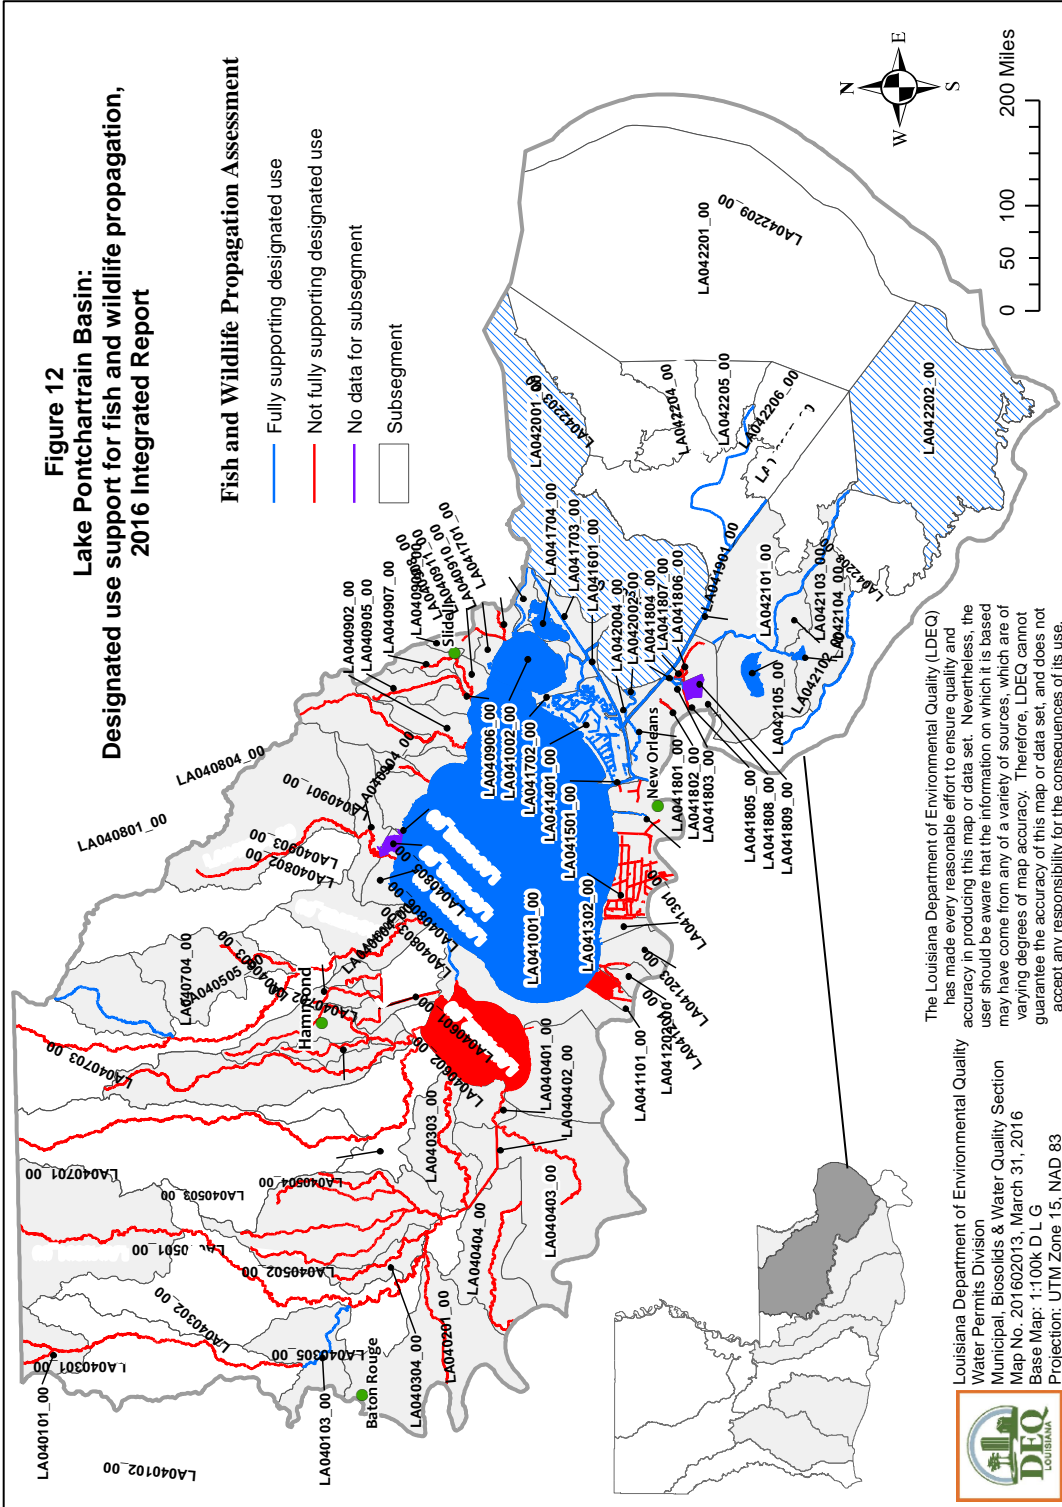 Figure 12
Lake Pontchartrain Basin:
Designated use support for fish and wildlife propagation,
2016 Integrated Report
Fish and Wildlife Propagation Assessment
Fully supporting designated use
Not fully supporting designated use
No data for subsegment
Subsegment
N
E
S
W
0 50 100 200 Miles
LA040101_00
LA040102_00
LA040103_00
LA040301_00
LA040302_00
LA040305_00
Baton Rouge
LA040304_00
LA040201_00
LA040502_00
LA040503_00
LA040504_00
LA040701_00
LA040703_00
LA040303_00
LA040404_00
LA040403_00
LA040402_00
LA040401_00
LA040602_00
LA040601_00
Hammond
LA040704_00
LA040505_00
LA040801_00
LA040802_00
LA040803_00
LA040804_00
LA040805_00
LA040806_00
LA040901_00
LA040903_00
LA040904_00
LA040902_00
LA040905_00
LA040907_00
Slidell
LA040911_00
LA040910_00
LA041701_00
LA040906_00
LA041002_00
LA041702_00
LA041401_00
LA041501_00
LA041001_00
LA041302_00
LA041301_00
LA041203_00
LA041101_00
New Orleans
LA041801_00
LA041802_00
LA041803_00
LA041805_00
LA041808_00
LA041809_00
LA041704_00
LA041703_00
LA041601_00
LA042004_00
LA042002_00
LA041804_00
LA041807_00
LA041806_00
LA041901_00
LA042001_00
LA042203_00
LA042201_00
LA042209_00
LA042204_00
LA042205_00
LA042206_00
LA042202_00
LA042101_00
LA042103_00
LA042104_00
LA042208_00
LA042102_00
LA042105_00
The Louisiana Department of Environmental Quality (LDEQ)
has made every reasonable effort to ensure quality and
accuracy in producing this map or data set. Nevertheless, the
user should be aware that the information on which it is based
may have come from any of a variety of sources, which are of
varying degrees of map accuracy. Therefore, LDEQ cannot
guarantee the accuracy of this map or data set, and does not
accept any responsibility for the consequences of its use.
Louisiana Department of Environmental Quality
Water Permits Division
Municipal, Biosolids & Water Quality Section
Map No. 201602013, March 31, 2016
Base Map: 1:100k D L G
Projection: UTM Zone 15, NAD 83
DEQ
LOUISIANA